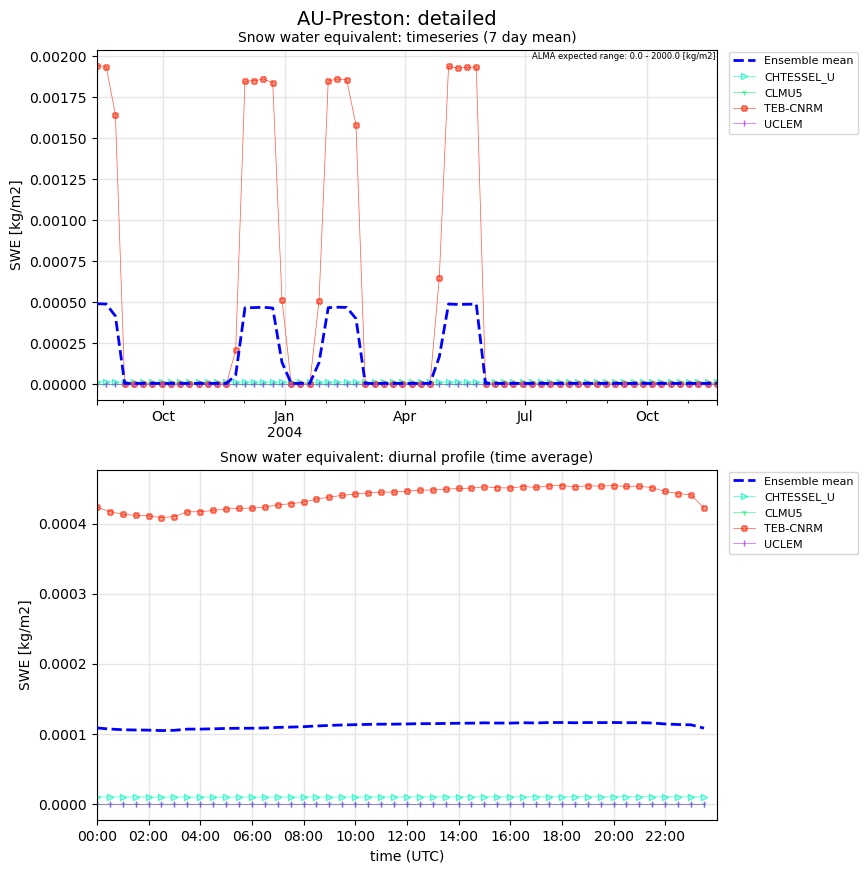 AU-Preston: detailed
Snow water equivalent: timeseries (7 day mean)
ALMA expected range: 0.0 - 2000.0 [kg/m2]
SWE [kg/m2]
0.00200
0.00175
0.00150
0.00125
0.00100
0.00075
0.00050
0.00025
0.00000
Oct
Jan
2004
Apr
Jul
Oct
Ensemble mean
CHTESSEL_U
CLMU5
TEB-CNRM
UCLEM
Snow water equivalent: diurnal profile (time average)
SWE [kg/m2]
0.0004
0.0003
0.0002
0.0001
0.0000
00:00
02:00
04:00
06:00
08:00
10:00
12:00
14:00
16:00
18:00
20:00
22:00
time (UTC)
Ensemble mean
CHTESSEL_U
CLMU5
TEB-CNRM
UCLEM